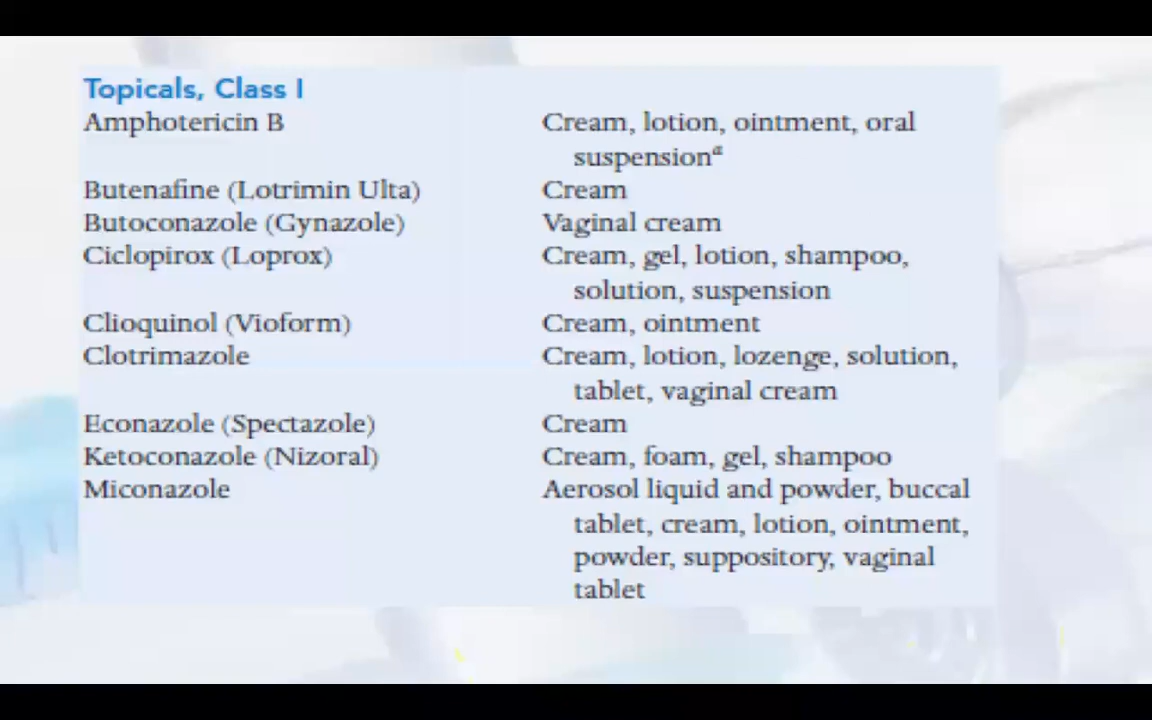 Topicals, Class I
Amphotericin B Cream, lotion, ointment, oral
suspensionª
Butenafine (Lotrimin Ulta) Cream
Butoconazole (Gynazole) Vaginal cream
Ciclopirox (Loprox) Cream, gel, lotion, shampoo,
solution, suspension
Clioquinol (Vioform) Cream, ointment
Clotrimazole Cream, lotion, lozenge, solution,
tablet, vaginal cream
Econazole (Spectazole) Cream
Ketoconazole (Nizoral) Cream, foam, gel, shampoo
Miconazole Aerosol liquid and powder, buccal
tablet, cream, lotion, ointment,
powder, suppository, vaginal
tablet